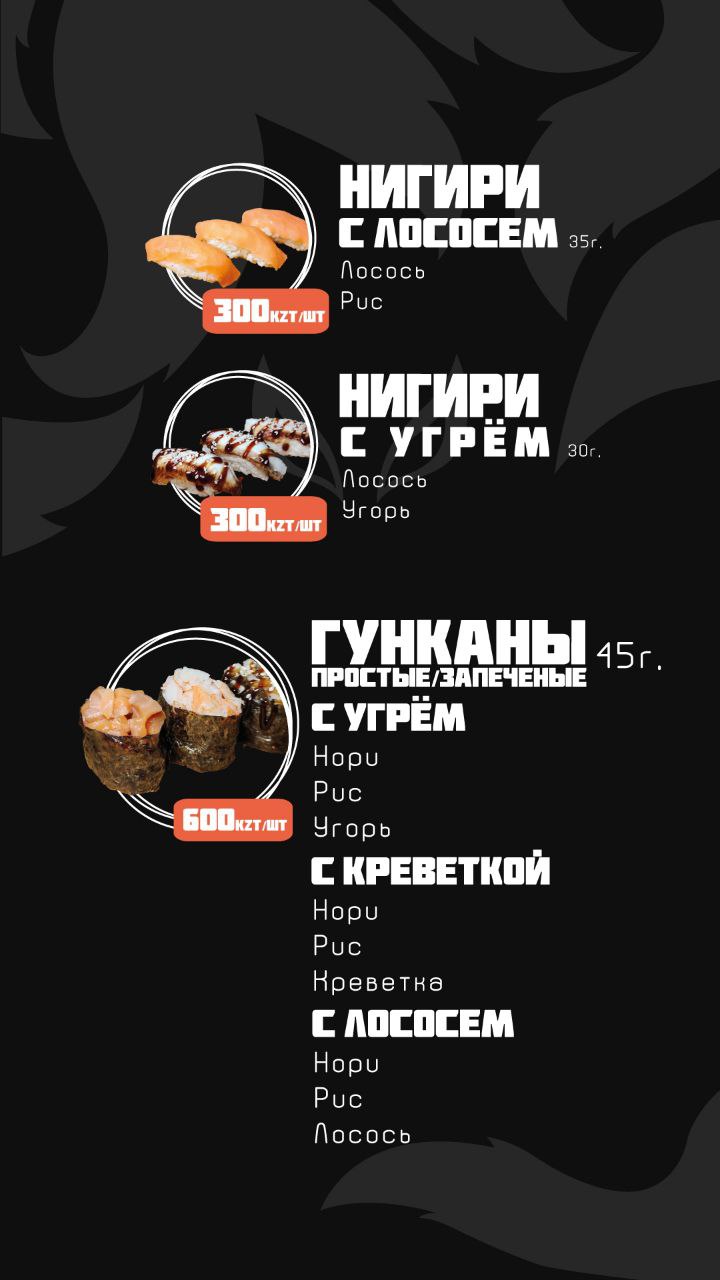 НИГИРИ
С ЛОСОСЕМ 35г.
Лосось
Рис
300KZT/ШТ
НИГИРИ
С УГРЁМ 30г.
Лосось
Угорь
300KZT/ШТ
ГУНКАНЫ 45г.
ПРОСТЫЕ/ЗАПЕЧЕНЫЕ
С УГРЁМ
Нори
Рис
Угорь
600KZT/ШТ
С КРЕВЕТКОЙ
Нори
Рис
Креветка
С ЛОСОСЕМ
Нори
Рис
Лосось